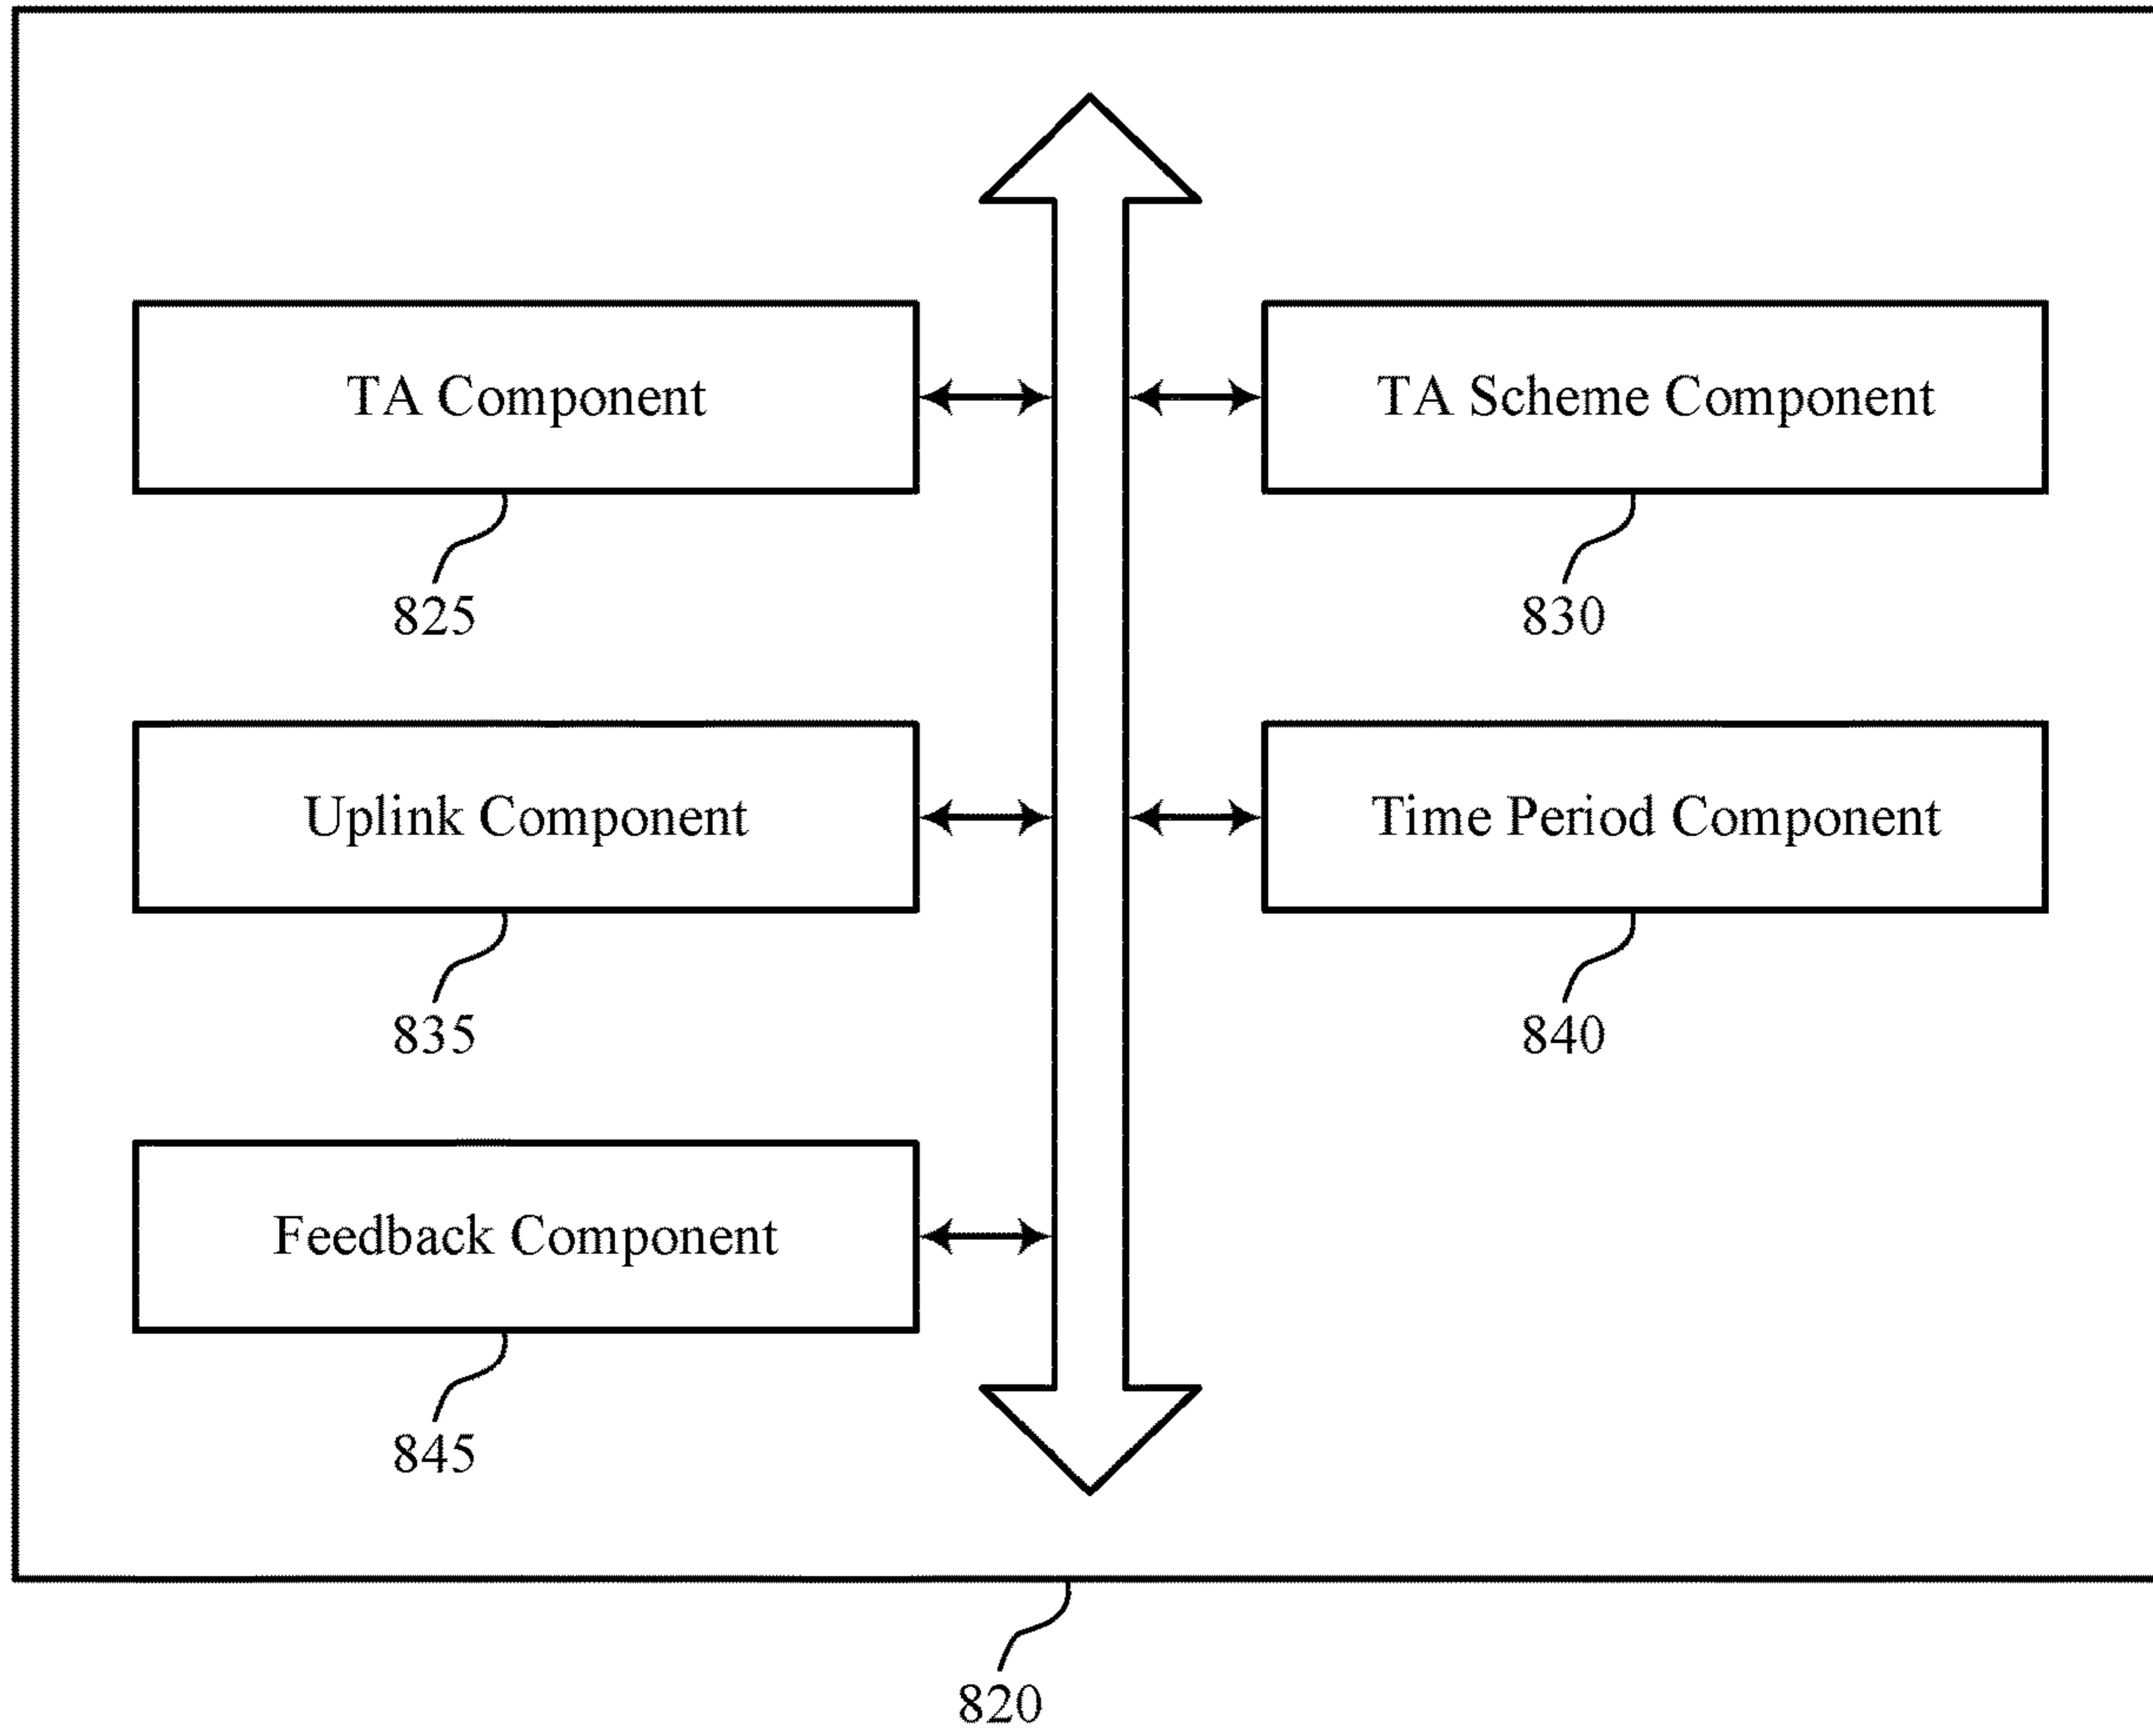 TA Component
825
TA Scheme Component
830
Uplink Component
835
Time Period Component
840
Feedback Component
845
820